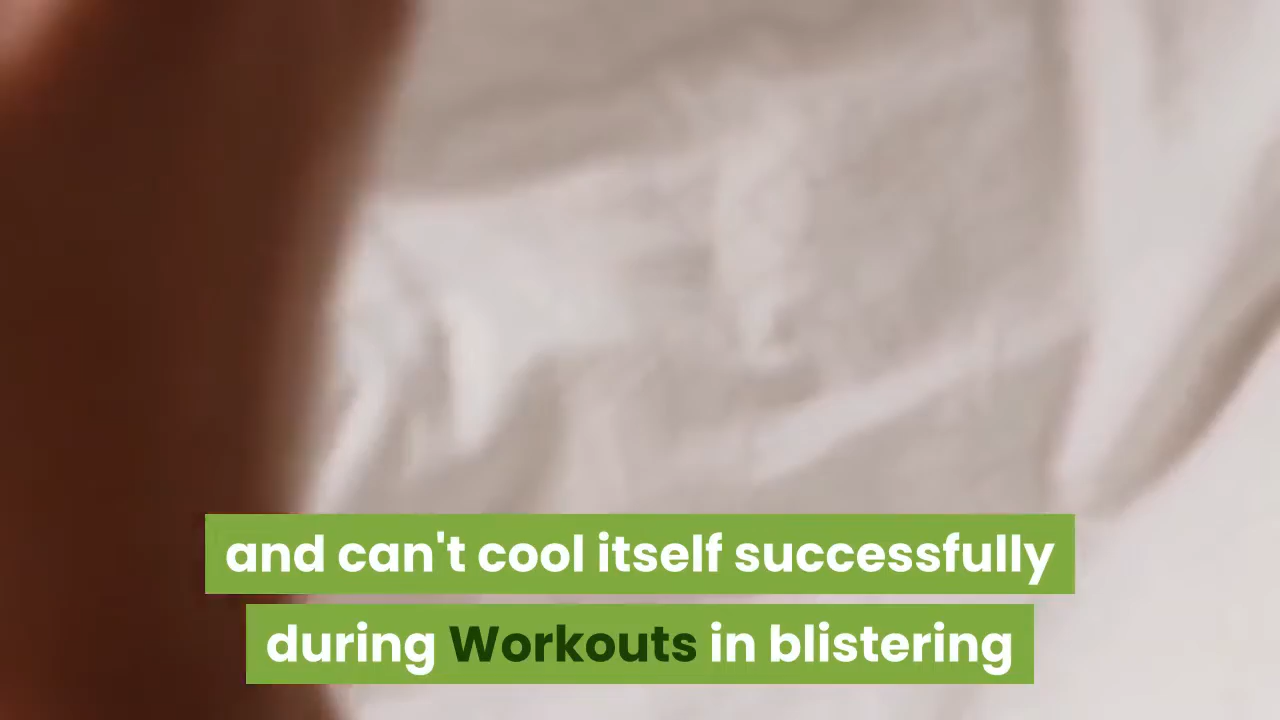 and can't cool itself successfully
during Workouts in blistering